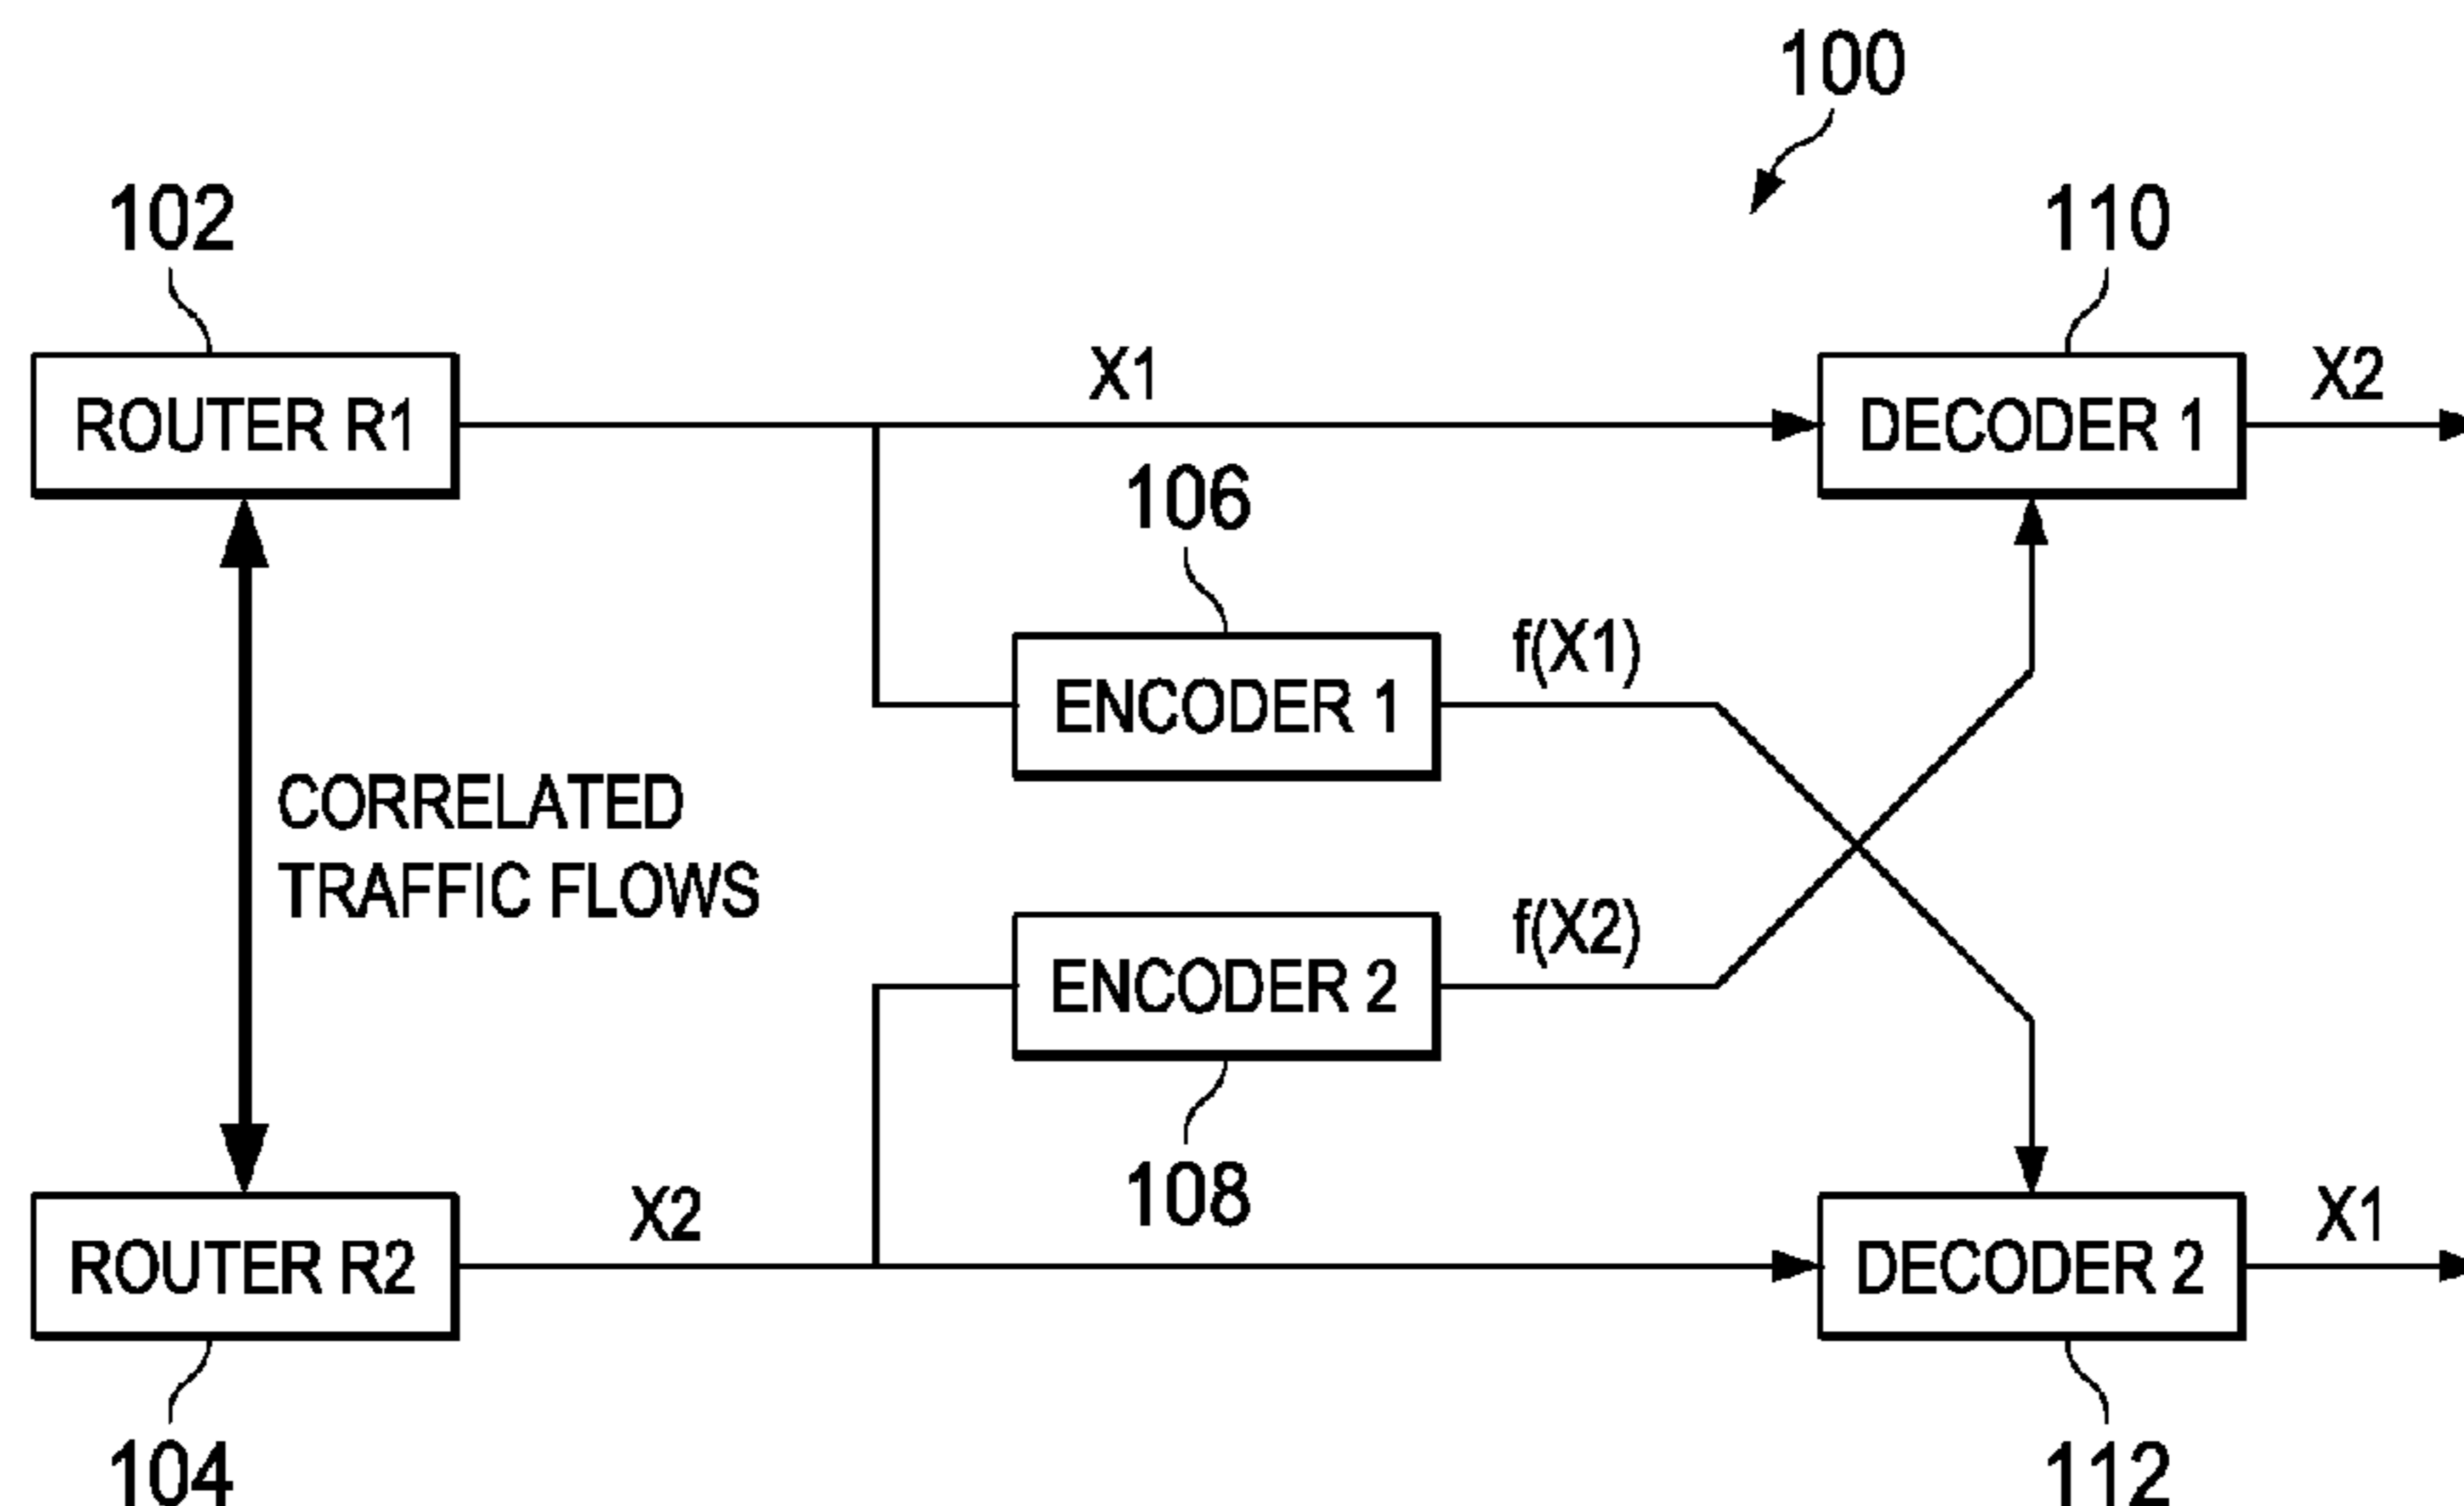 100
102
110
X1
X2
ROUTER R1
DECODER 1
106
f(X1)
ENCODER 1
CORRELATED
TRAFFIC FLOWS
f(X2)
ENCODER 2
108
X2
X1
ROUTER R2
DECODER 2
104
112